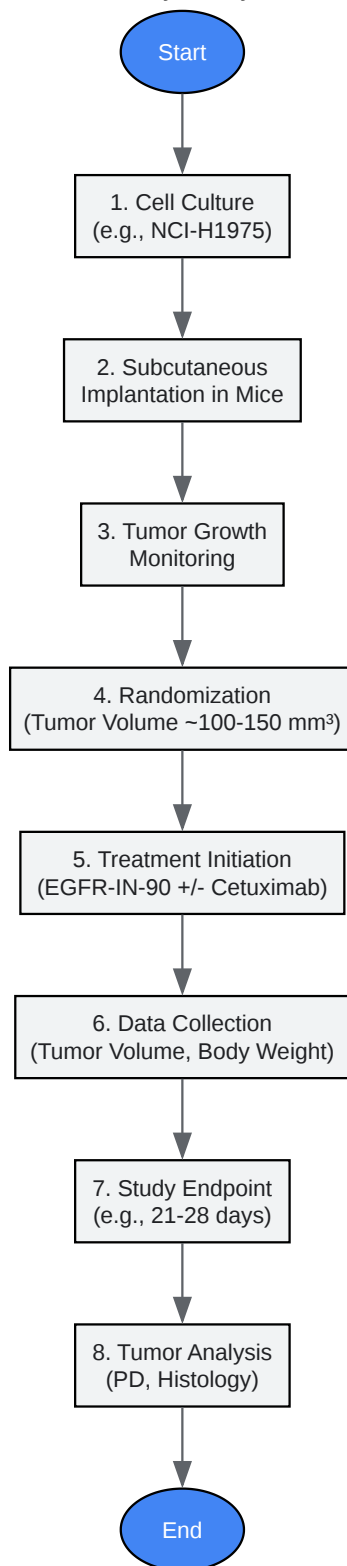 Start
1. Cell Culture
(e.g., NCI-H1975)
2. Subcutaneous
Implantation in Mice
3. Tumor Growth
Monitoring
4. Randomization
(Tumor Volume ~100-150 mm³)
5. Treatment Initiation
(EGFR-IN-90 +/- Cetuximab)
6. Data Collection
(Tumor Volume, Body Weight)
7. Study Endpoint
(e.g., 21-28 days)
8. Tumor Analysis
(PD, Histology)
End